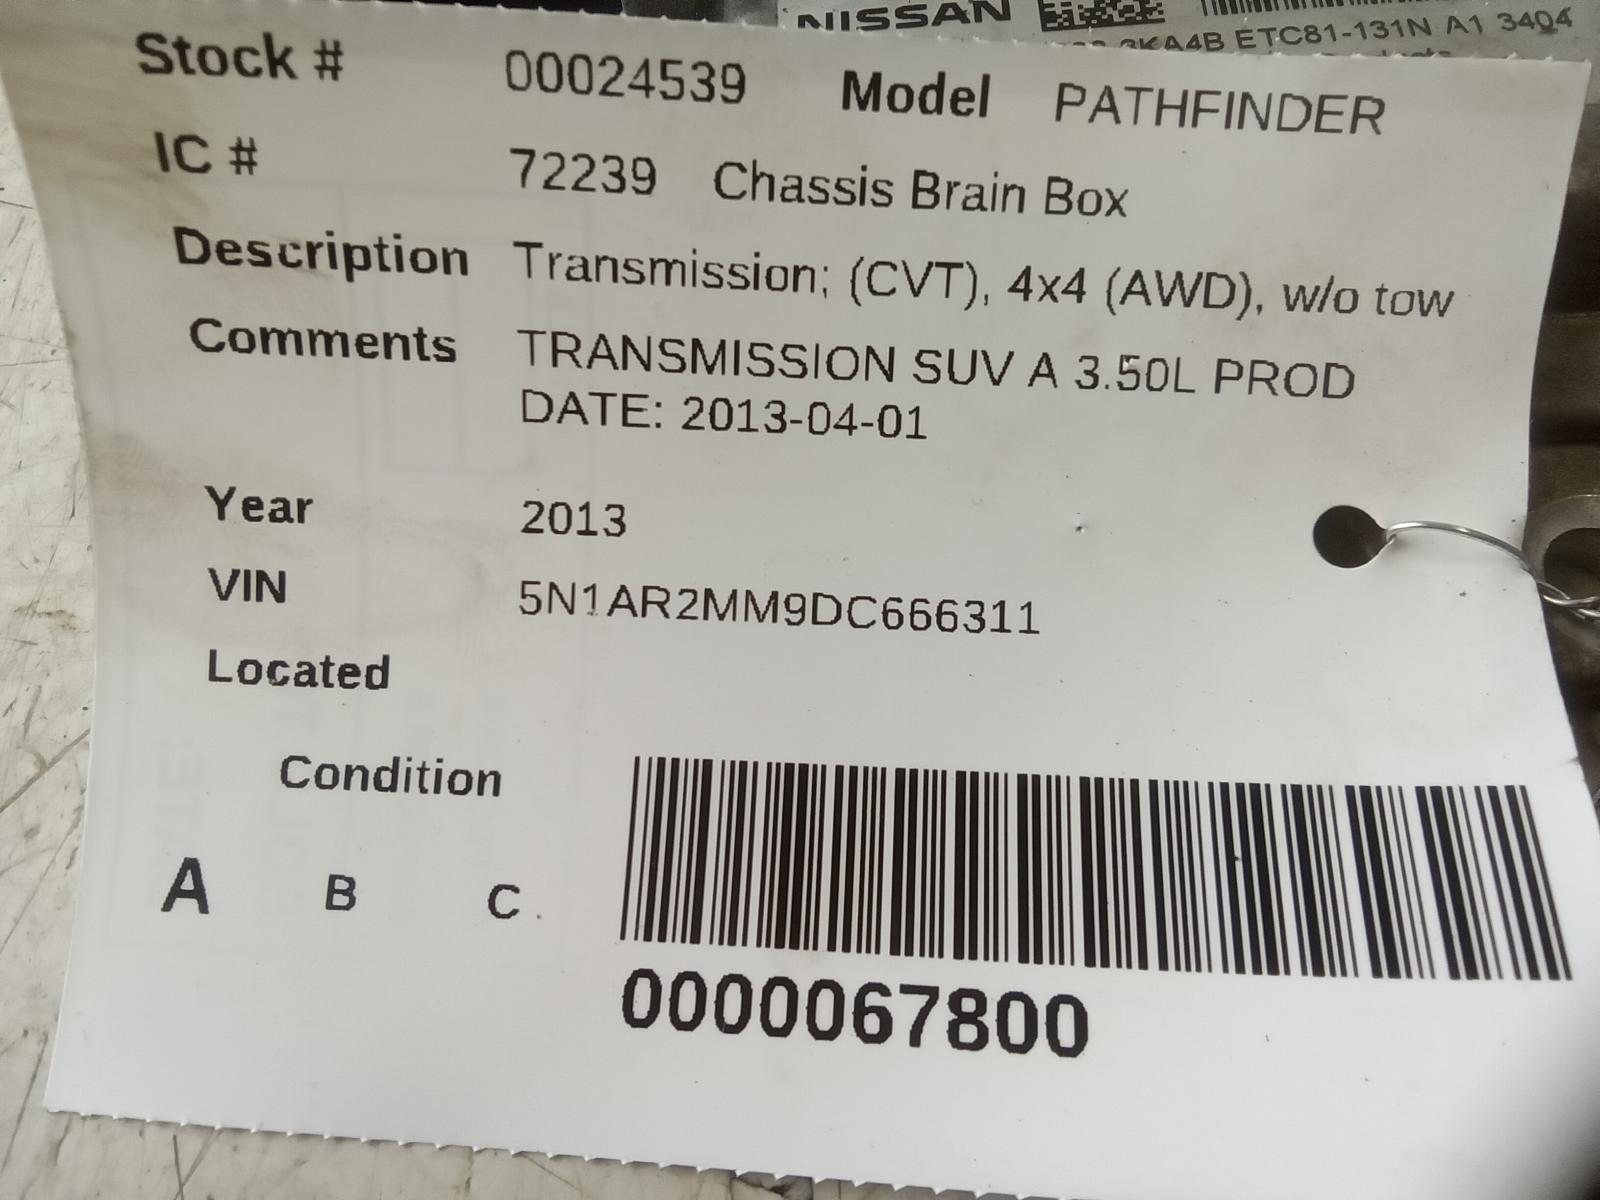 NISSAN
3KA4B ETC81-131N A1 3404
Stock # 00024539 Model PATHFINDER
IC # 72239 Chassis Brain Box
Description Transmission; (CVT), 4x4 (AWD), w/o tow
Comments TRANSMISSION SUV A 3.50L PROD
DATE: 2013-04-01
Year 2013
VIN 5N1AR2MM9DC666311
Located
Condition
A B C .
0000067800